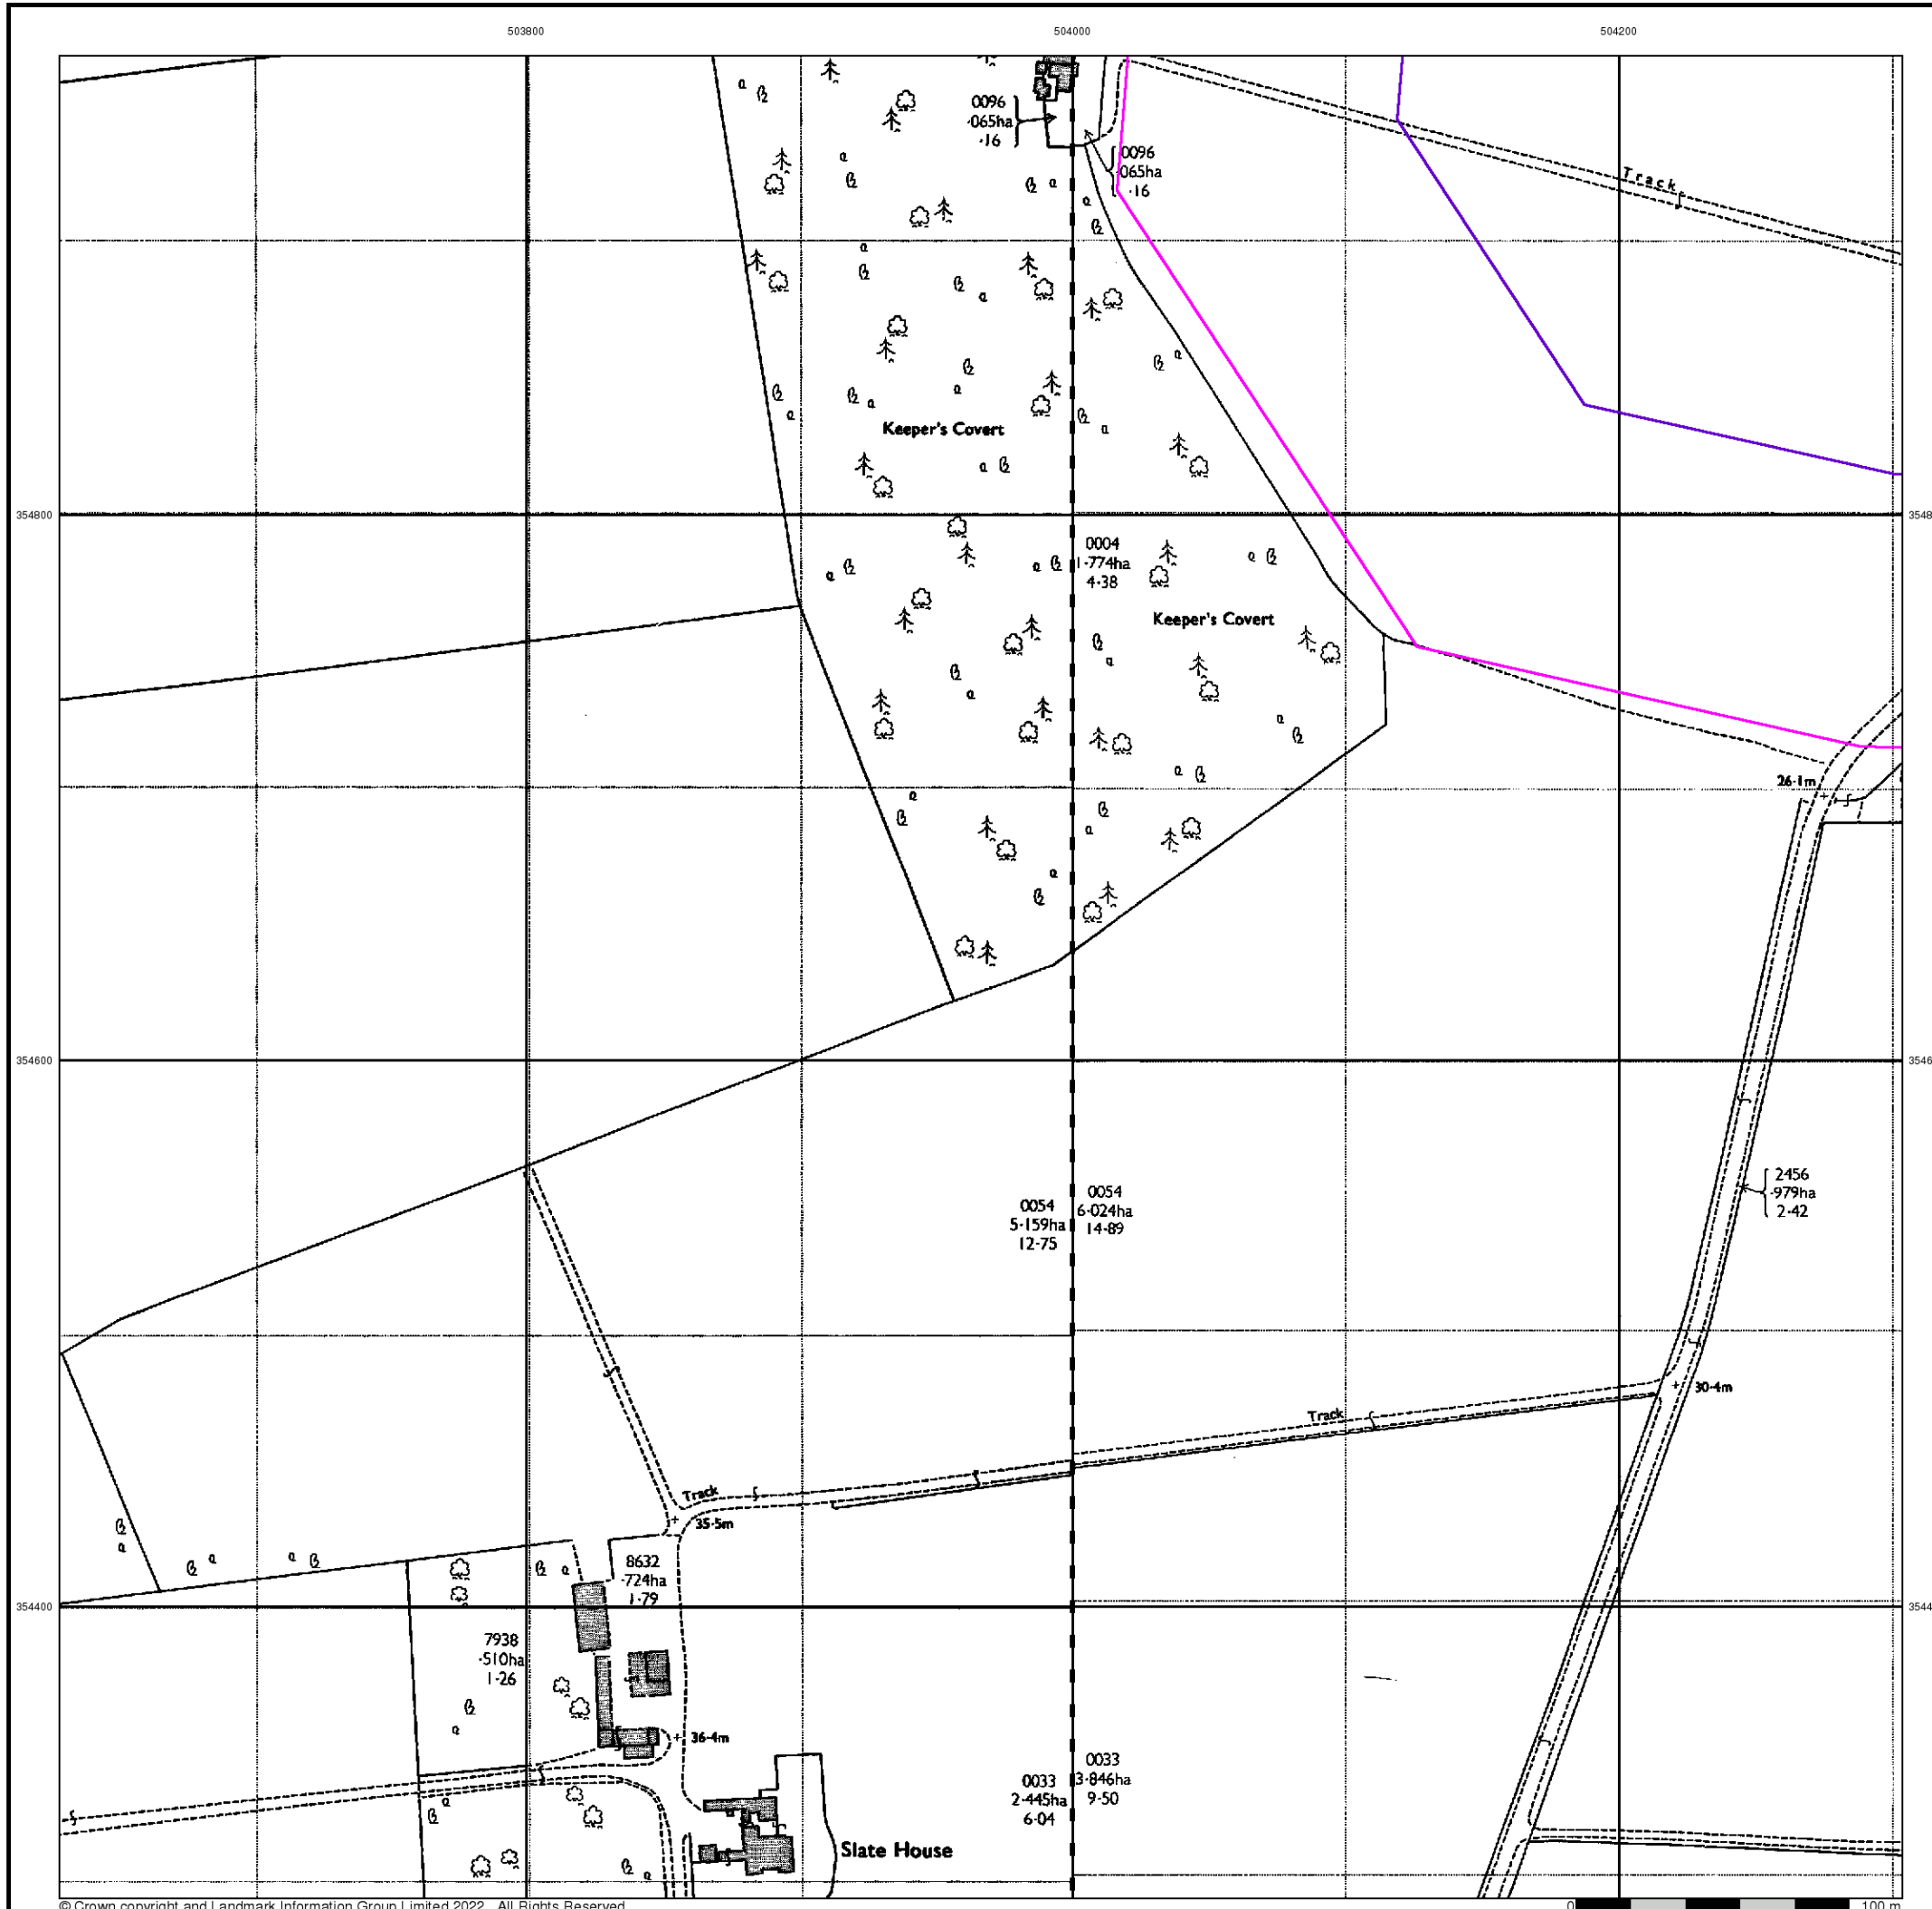 503800
504000
504200
0096
·065ha
·16
0096
·065ha
·16
Track
Keeper's Covert
354800
3548
0004
1·774ha
4·38
Keeper's Covert
26·1m
354600
3546
2456
·979ha
2·42
0054
5·159ha
12·75
0054
6·024ha
14·89
30·4m
Track
Track
35·5m
8632
·724ha
1·79
354400
3544
7938
·510ha
1·26
36·4m
0033
2·445ha
6·04
0033
3·846ha
9·50
Slate House
© Crown copyright and Landmark Information Group Limited 2022. All Rights Reserved.
0
100 m